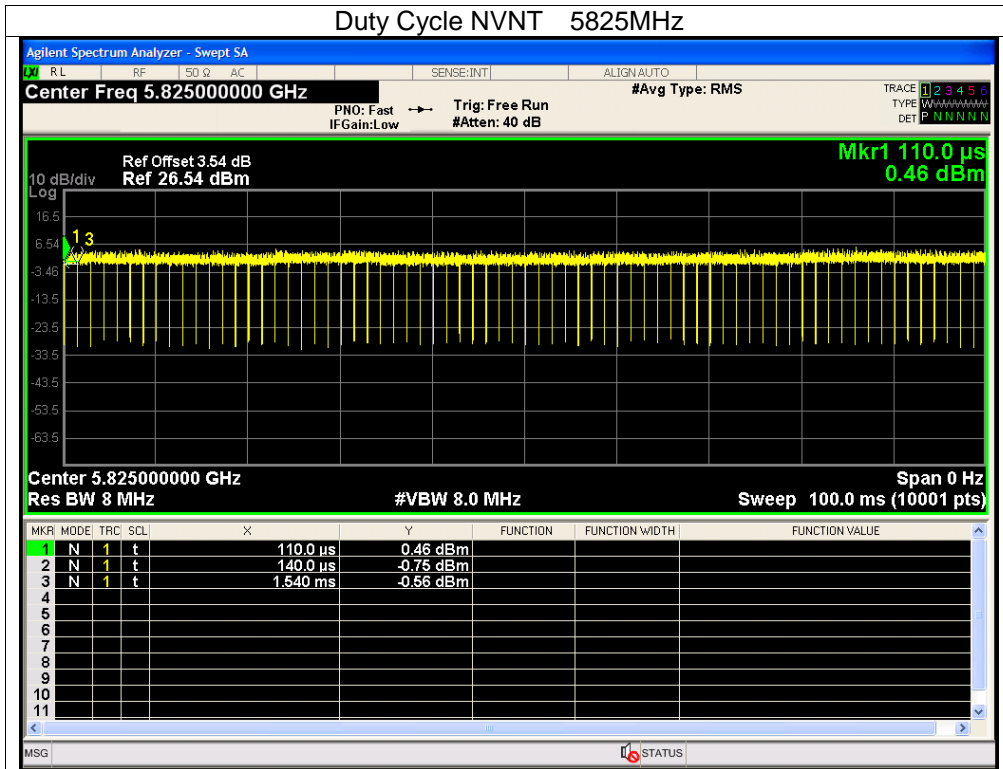 Duty Cycle NVNT 5825MHz
Agilent Spectrum Analyzer - Swept SA
LXI RL RF 50 Ω AC SENSE:INT ALIGN AUTO
Center Freq 5.825000000 GHz #Avg Type: RMS TRACE 1 2 3 4 5 6
PNO: Fast Trig: Free Run TYPE WWWWWW
IFGain:Low #Atten: 40 dB DET P N N N N N
Mkr1 110.0 µs
Ref Offset 3.54 dB
10 dB/div Ref 26.54 dBm 0.46 dBm
Log
16.5
6.54
1 3
-3.46
-13.5
-23.5
-33.5
-43.5
-53.5
-63.5
Center 5.825000000 GHz Span 0 Hz
Res BW 8 MHz #VBW 8.0 MHz Sweep 100.0 ms (10001 pts)
MKR MODE TRC SCL X Y FUNCTION FUNCTION WIDTH FUNCTION VALUE
1 N 1 t 110.0 µs 0.46 dBm
2 N 1 t 140.0 µs -0.75 dBm
3 N 1 t 1.540 ms -0.56 dBm
4
5
6
7
8
9
10
11
MSG STATUS